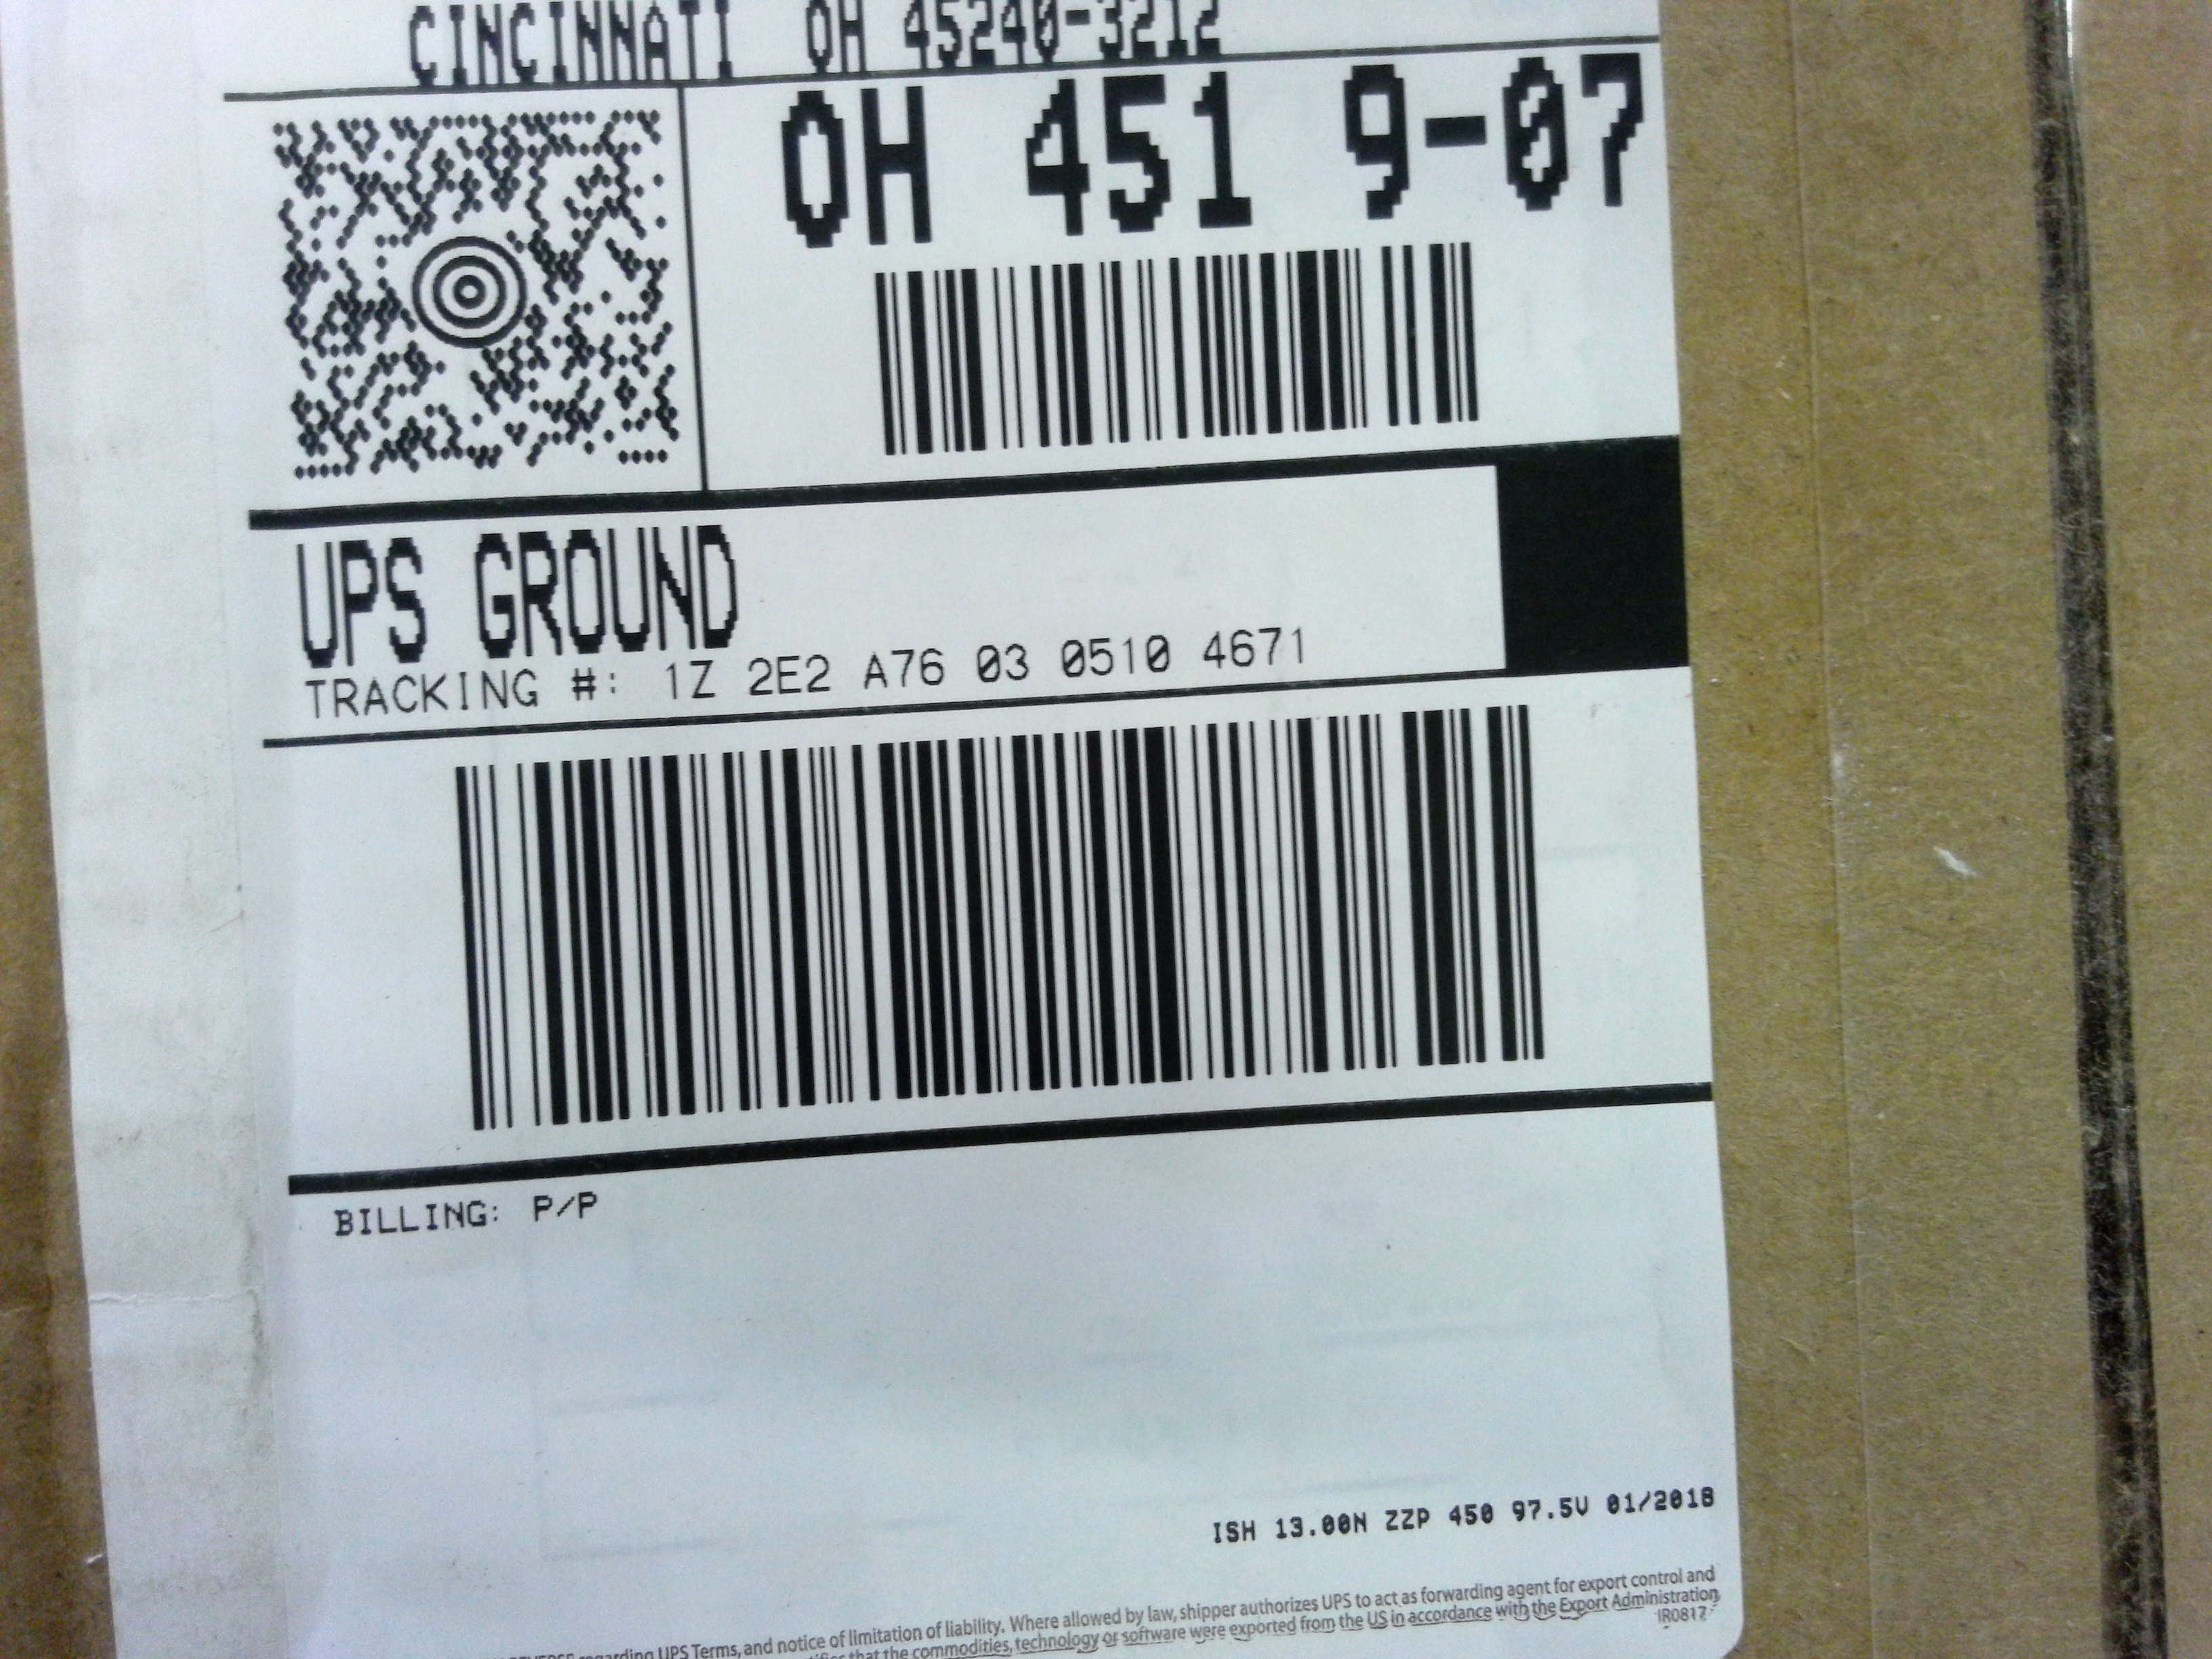 CINCINNATI OH 45240-3212
OH 451 9-07
UPS GROUND
TRACKING #: 1Z 2E2 A76 03 0510 4671
BILLING: P/P
ISH 13.00N ZZP 450 97.5V 01/2018
regarding UPS Terms, and notice of limitation of liability. Where allowed by law, shipper authorizes UPS to act as forwarding agent for export control and
that the commodities, technology or software were exported from the US in accordance with the Export Administration
IR0817